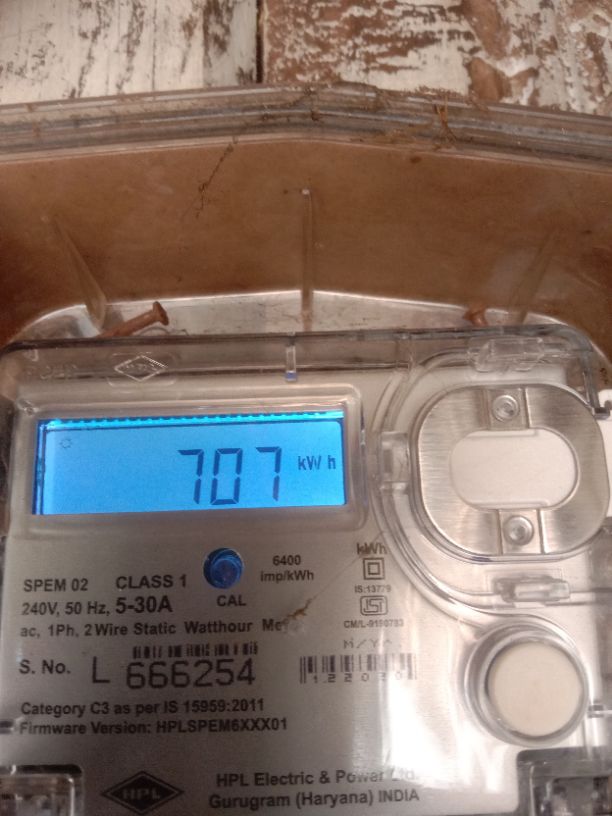 707 kWh
SPEM 02 CLASS 1
240V, 50 Hz, 5-30A
CAL
6400
imp/kWh
kWh
IS:13779
CM/L-9150783
ac, 1Ph, 2 Wire Static Watthour
S. No. L 666254
M/Y
Category C3 as per IS 15959:2011
Firmware Version: HPLSPEM6XXX01
HPL
HPL Electric & Power Ltd.
Gurugram (Haryana) INDIA